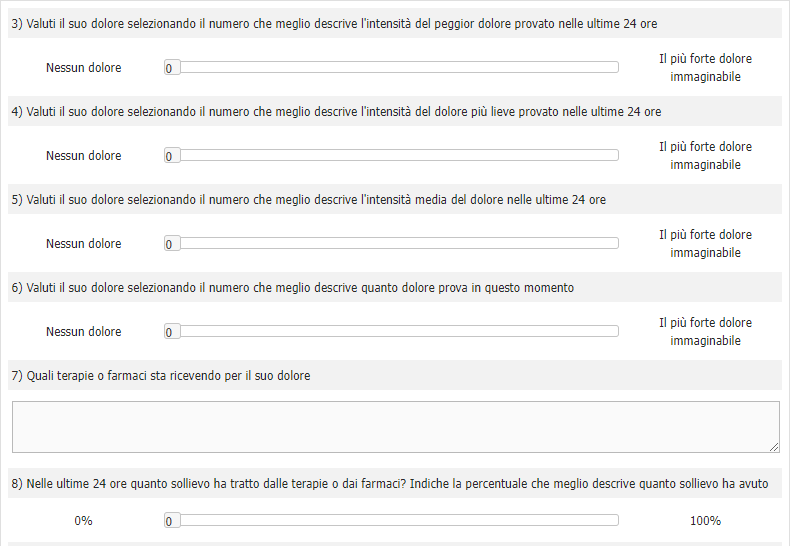 3) Valuti il suo dolore selezionando il numero che meglio descrive l'intensità del peggior dolore provato nelle ultime 24 ore
Nessun dolore 0 Il più forte dolore
immaginabile
4) Valuti il suo dolore selezionando il numero che meglio descrive l'intensità del dolore più lieve provato nelle ultime 24 ore
Nessun dolore 0 Il più forte dolore
immaginabile
5) Valuti il suo dolore selezionando il numero che meglio descrive l'intensità media del dolore nelle ultime 24 ore
Nessun dolore 0 Il più forte dolore
immaginabile
6) Valuti il suo dolore selezionando il numero che meglio descrive quanto dolore prova in questo momento
Nessun dolore 0 Il più forte dolore
immaginabile
7) Quali terapie o farmaci sta ricevendo per il suo dolore
8) Nelle ultime 24 ore quanto sollievo ha tratto dalle terapie o dai farmaci? Indiche la percentuale che meglio descrive quanto sollievo ha avuto
0% 0 100%